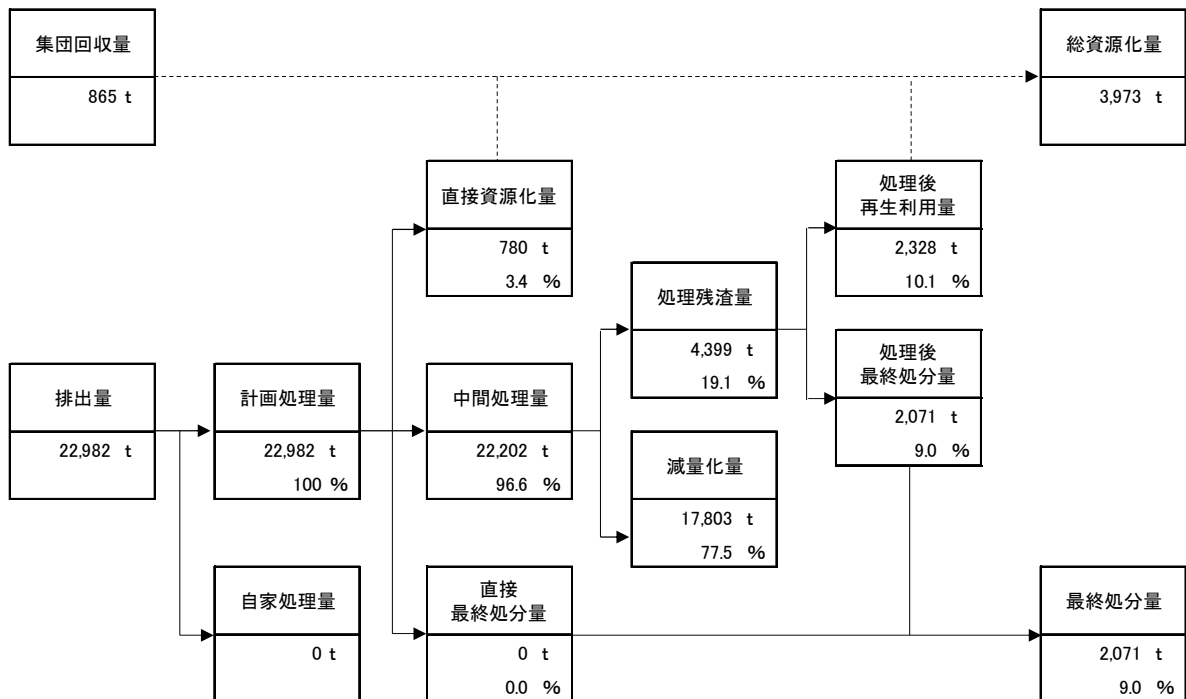 集団回収量
865 t
総資源化量
3,973 t
直接資源化量
780 t
3.4 %
処理後
再生利用量
2,328 t
10.1 %
処理残渣量
4,399 t
19.1 %
処理後
最終処分量
2,071 t
9.0 %
排出量
22,982 t
計画処理量
22,982 t
100 %
中間処理量
22,202 t
96.6 %
減量化量
17,803 t
77.5 %
自家処理量
0 t
直接
最終処分量
0 t
0.0 %
最終処分量
2,071 t
9.0 %